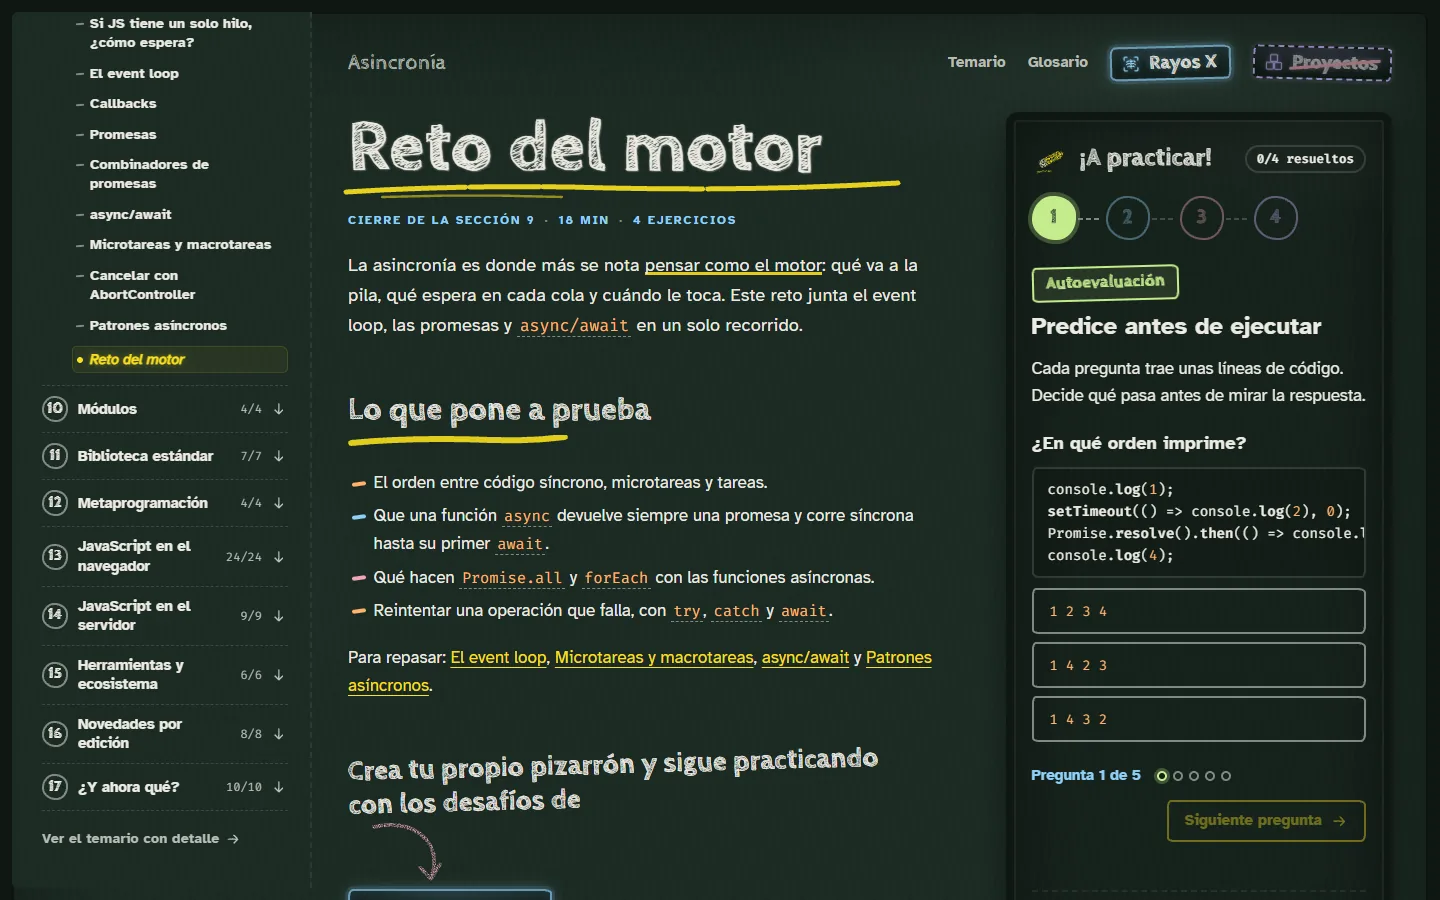 Si JS tiene un solo hilo,
¿cómo espera?
El event loop
Callbacks
Promesas
Combinadores de
promesas
async/await
Microtareas y macrotareas
Cancelar con
AbortController
Patrones asíncronos
Reto del motor
10 Módulos 4/4 ↓
11 Biblioteca estándar 7/7 ↓
12 Metaprogramación 4/4 ↓
13 JavaScript en el
navegador 24/24 ↓
14 JavaScript en el
servidor 9/9 ↓
15 Herramientas y
ecosistema 6/6 ↓
16 Novedades por
edición 8/8 ↓
17 ¿Y ahora qué? 10/10 ↓
Ver el temario con detalle →
Asincronía
Temario Glosario Rayos X Proyectos
Reto del motor
CIERRE DE LA SECCIÓN 9 · 18 MIN · 4 EJERCICIOS
La asincronía es donde más se nota pensar como el motor: qué va a la
pila, qué espera en cada cola y cuándo le toca. Este reto junta el event
loop, las promesas y async/await en un solo recorrido.
Lo que pone a prueba
El orden entre código síncrono, microtareas y tareas.
Que una función async devuelve siempre una promesa y corre síncrona
hasta su primer await.
Qué hacen Promise.all y forEach con las funciones asíncronas.
Reintentar una operación que falla, con try, catch y await.
Para repasar: El event loop, Microtareas y macrotareas, async/await y Patrones
asíncronos.
Crea tu propio pizarrón y sigue practicando
con los desafíos de
¡A practicar! 0/4 resueltos
1 2 3 4
Autoevaluación
Predice antes de ejecutar
Cada pregunta trae unas líneas de código.
Decide qué pasa antes de mirar la respuesta.
¿En qué orden imprime?
console.log(1);
setTimeout(() => console.log(2), 0);
Promise.resolve().then(() => console.l
console.log(4);
1 2 3 4
1 4 2 3
1 4 3 2
Pregunta 1 de 5
Siguiente pregunta →